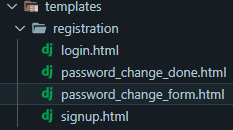 templates
registration
dj login.html
dj password_change_done.html
dj password_change_form.html
dj signup.html